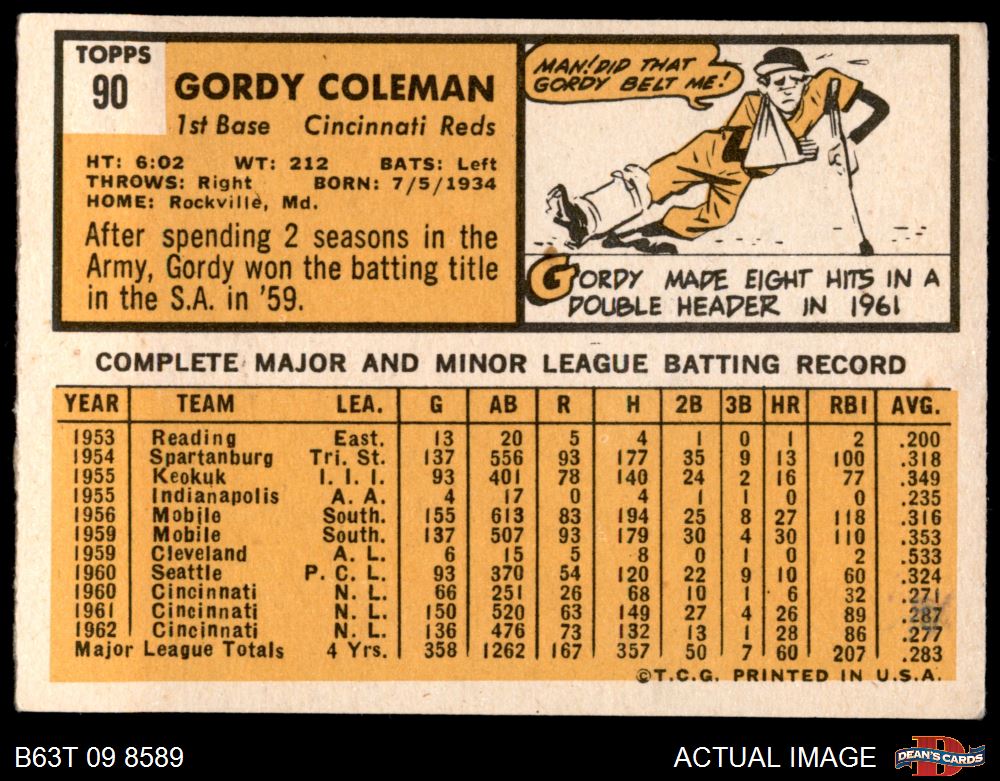 TOPPS
90
GORDY COLEMAN
1st Base Cincinnati Reds
HT: 6:02 WT: 212 BATS: Left
THROWS: Right BORN: 7/5/1934
HOME: Rockville, Md.
After spending 2 seasons in the
Army, Gordy won the batting title
in the S.A. in '59.
MAN! DID THAT
GORDY BELT ME!
GORDY MADE EIGHT HITS IN A
DOUBLE HEADER IN 1961
COMPLETE MAJOR AND MINOR LEAGUE BATTING RECORD
YEAR TEAM LEA. G AB R H 2B 3B HR RBI AVG.
1953 Reading East. 13 20 5 4 1 0 1 2 .200
1954 Spartanburg Tri. St. 137 556 93 177 35 9 13 100 .318
1955 Keokuk I. I. I. 93 401 78 140 24 2 16 77 .349
1955 Indianapolis A. A. 4 17 0 4 1 1 0 0 .235
1956 Mobile South. 155 613 83 194 25 8 27 118 .316
1959 Mobile South. 137 507 93 179 30 4 30 110 .353
1959 Cleveland A. L. 6 15 5 8 0 1 0 2 .533
1960 Seattle P. C. L. 93 370 54 120 22 9 10 60 .324
1960 Cincinnati N. L. 66 251 26 68 10 1 6 32 .271
1961 Cincinnati N. L. 150 520 63 149 27 4 26 89 .287
1962 Cincinnati N. L. 136 476 73 132 13 1 28 86 .277
Major League Totals 4 Yrs. 358 1262 167 357 50 7 60 207 .283
©T.C.G. PRINTED IN U.S.A.
B63T 09 8589
ACTUAL IMAGE
D
DEAN'S CARDS